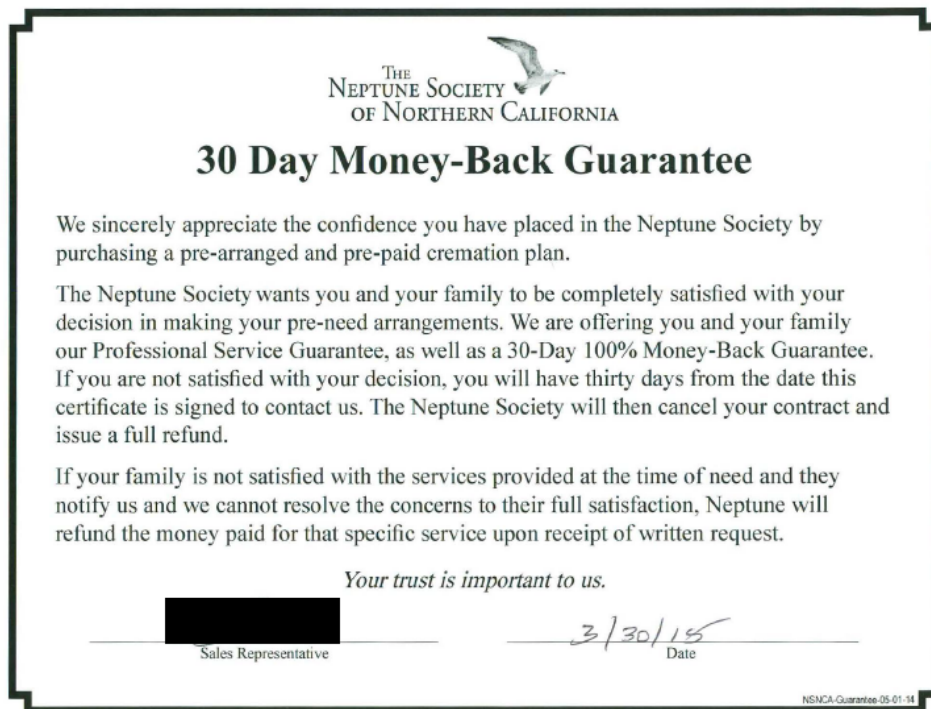 THE
NEPTUNE SOCIETY
OF NORTHERN CALIFORNIA
30 Day Money-Back Guarantee
We sincerely appreciate the confidence you have placed in the Neptune Society by
purchasing a pre-arranged and pre-paid cremation plan.
The Neptune Society wants you and your family to be completely satisfied with your
decision in making your pre-need arrangements. We are offering you and your family
our Professional Service Guarantee, as well as a 30-Day 100% Money-Back Guarantee.
If you are not satisfied with your decision, you will have thirty days from the date this
certificate is signed to contact us. The Neptune Society will then cancel your contract and
issue a full refund.
If your family is not satisfied with the services provided at the time of need and they
notify us and we cannot resolve the concerns to their full satisfaction, Neptune will
refund the money paid for that specific service upon receipt of written request.
Your trust is important to us.
3/30/15
Sales Representative
Date
NSNCA-Guarantee-05-01-14